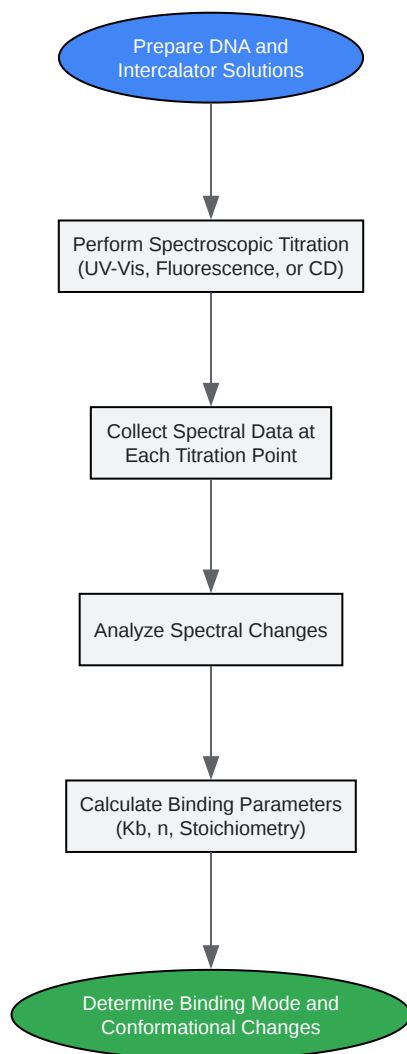 Prepare DNA and
Intercalator Solutions
Perform Spectroscopic Titration
(UV-Vis, Fluorescence, or CD)
Collect Spectral Data at
Each Titration Point
Analyze Spectral Changes
Calculate Binding Parameters
(Kb, n, Stoichiometry)
Determine Binding Mode and
Conformational Changes